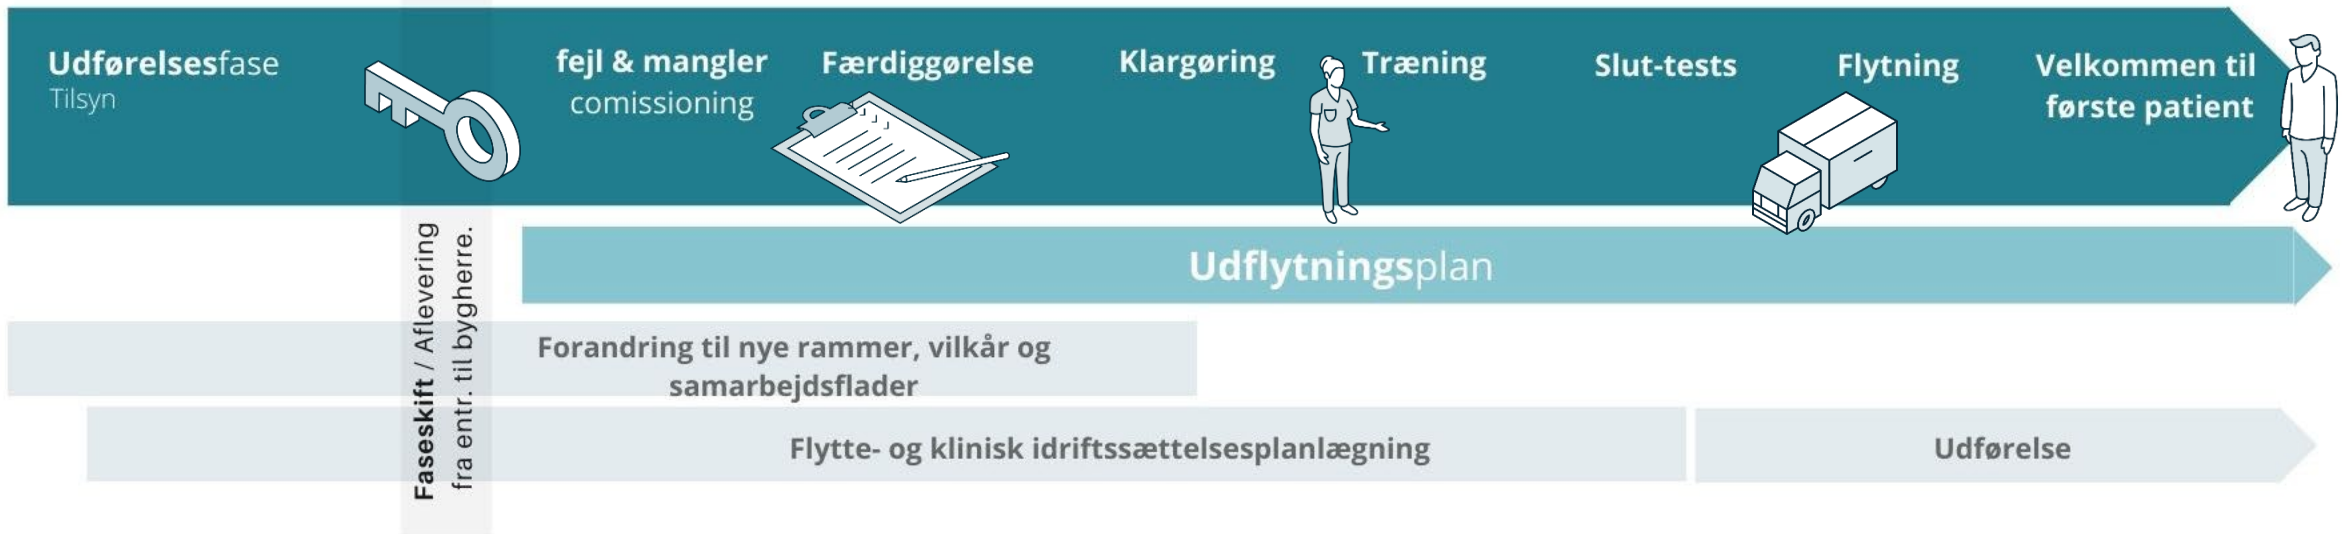 Udførelsesfase
Tilsyn
fejl & mangler
comissioning
Færdiggørelse
Klargøring
Træning
Slut-tests
Flytning
Velkommen til
første patient
Faseskift / Aflevering
fra entr. til bygherre.
Udflytningsplan
Forandring til nye rammer, vilkår og
samarbejdsflader
Flytte- og klinisk idriftssættelsesplanlægning
Udførelse